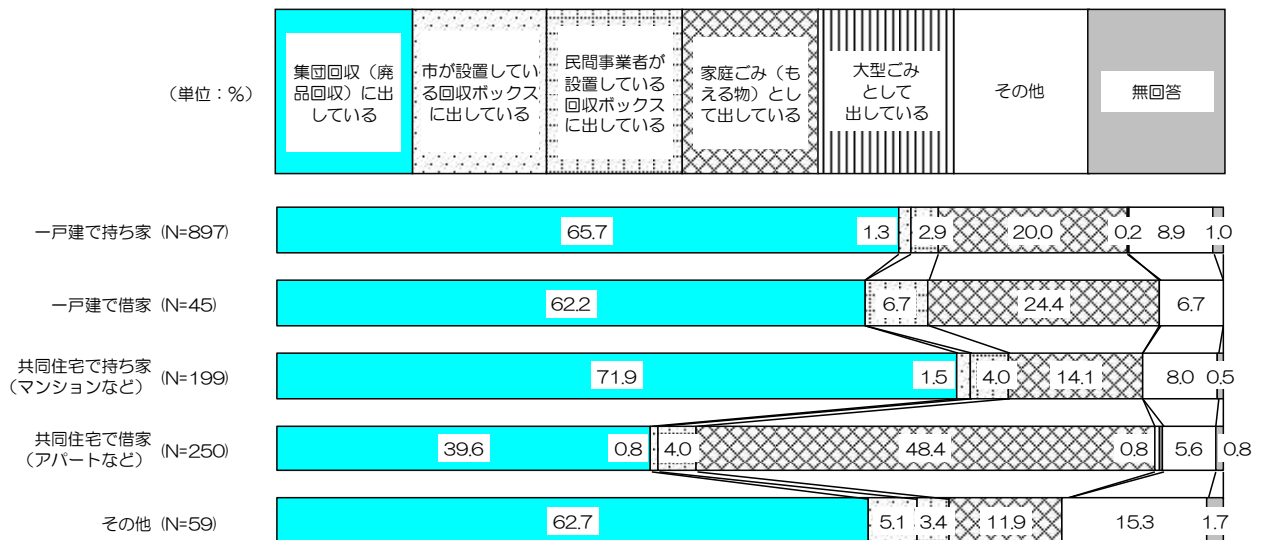 （単位：%）
集団回収（廃
品回収）に出
している
市が設置してい
る回収ボックス
に出している
民間事業者が
設置している
回収ボックス
に出している
家庭ごみ（も
える物）とし
て出している
大型ごみ
として
出している
その他
無回答
一戸建で持ち家 (N=897)
65.7 1.3 2.9 20.0 0.2 8.9 1.0
一戸建で借家 (N=45)
62.2 6.7 24.4 6.7
共同住宅で持ち家
（マンションなど） (N=199)
71.9 1.5 4.0 14.1 8.0 0.5
共同住宅で借家
（アパートなど） (N=250)
39.6 0.8 4.0 48.4 0.8 5.6 0.8
その他 (N=59)
62.7 5.1 3.4 11.9 15.3 1.7